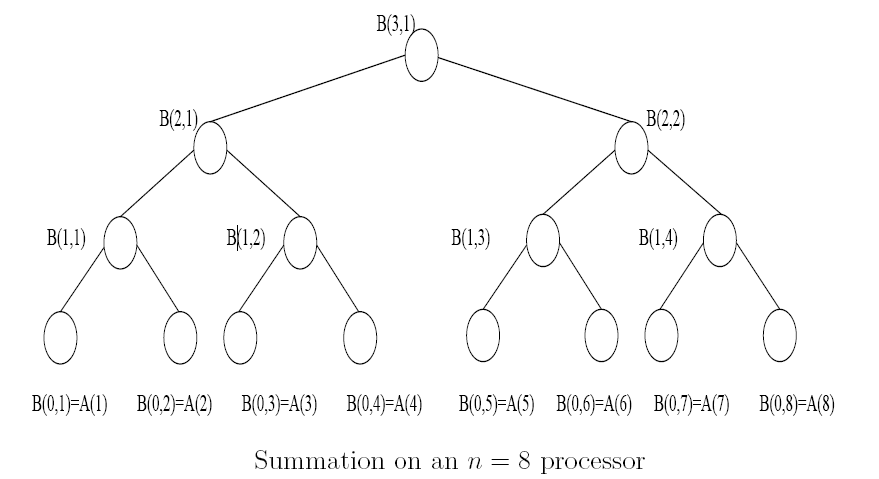 B(3,1)
B(2,1) B(2,2)
B(1,1) B(1,2) B(1,3) B(1,4)
B(0,1)=A(1) B(0,2)=A(2) B(0,3)=A(3) B(0,4)=A(4) B(0,5)=A(5) B(0,6)=A(6) B(0,7)=A(7) B(0,8)=A(8)
Summation on an n = 8 processor